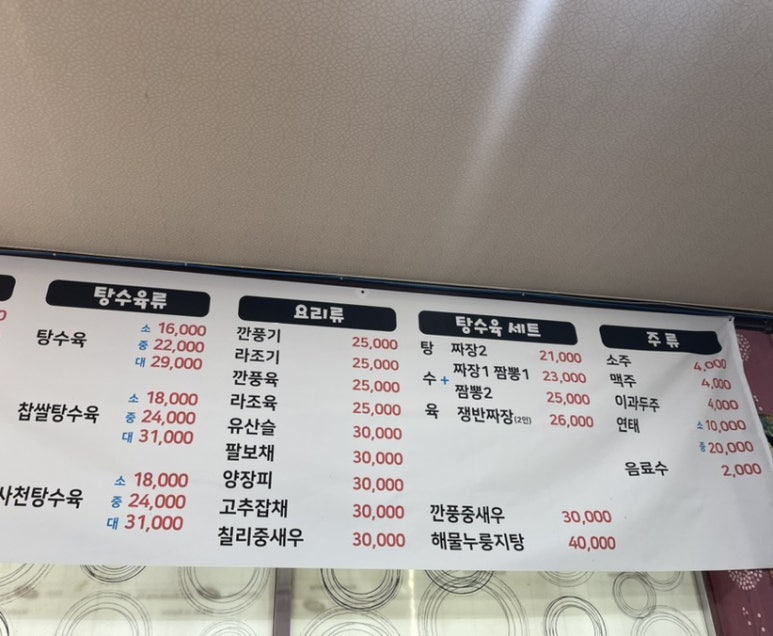 탕수육류
탕수육 소 16,000
중 22,000
대 29,000
찹쌀탕수육 소 18,000
중 24,000
대 31,000
사천탕수육 소 18,000
중 24,000
대 31,000
요리류
깐풍기 25,000
라조기 25,000
깐풍육 25,000
라조육 25,000
유산슬 30,000
팔보채 30,000
양장피 30,000
고추잡채 30,000
칠리중새우 30,000
탕수육 세트
탕 짜장2 21,000
수 + 짜장1 짬뽕1 23,000
짬뽕2 25,000
육 쟁반짜장(2인) 26,000
깐풍중새우 30,000
해물누룽지탕 40,000
주류
소주 4,000
맥주 4,000
이과두주 4,000
연태 소 10,000
중 20,000
음료수 2,000